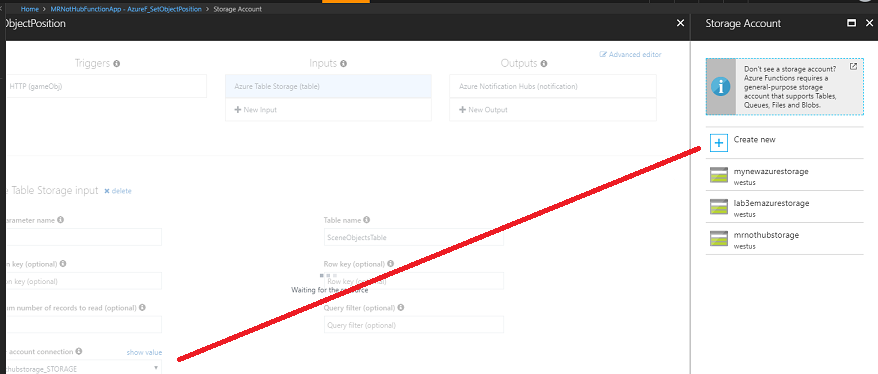 Home > MRNotHubFunctionApp - AzureF_SetObjectPosition > Storage Account
ObjectPosition
Advanced editor
Triggers
Inputs
Outputs
HTTP (gameObj)
Azure Table Storage (table)
Azure Notification Hubs (notification)
+ New Input
+ New Output
Table Storage input
delete
parameter name
Table name
SceneObjectsTable
n key (optional)
Row key (optional)
n key (optional)
Row key (optional)
Waiting for the resource
m number of records to read (optional)
Query filter (optional)
Query filter (optional)
account connection
show value
hubstorage_STORAGE
Storage Account
Don't see a storage account?
Azure Functions requires a
general-purpose storage
account that supports Tables,
Queues, Files and Blobs.
Create new
mynewazurestorage
westus
lab3emazurestorage
westus
mrnothubstorage
westus